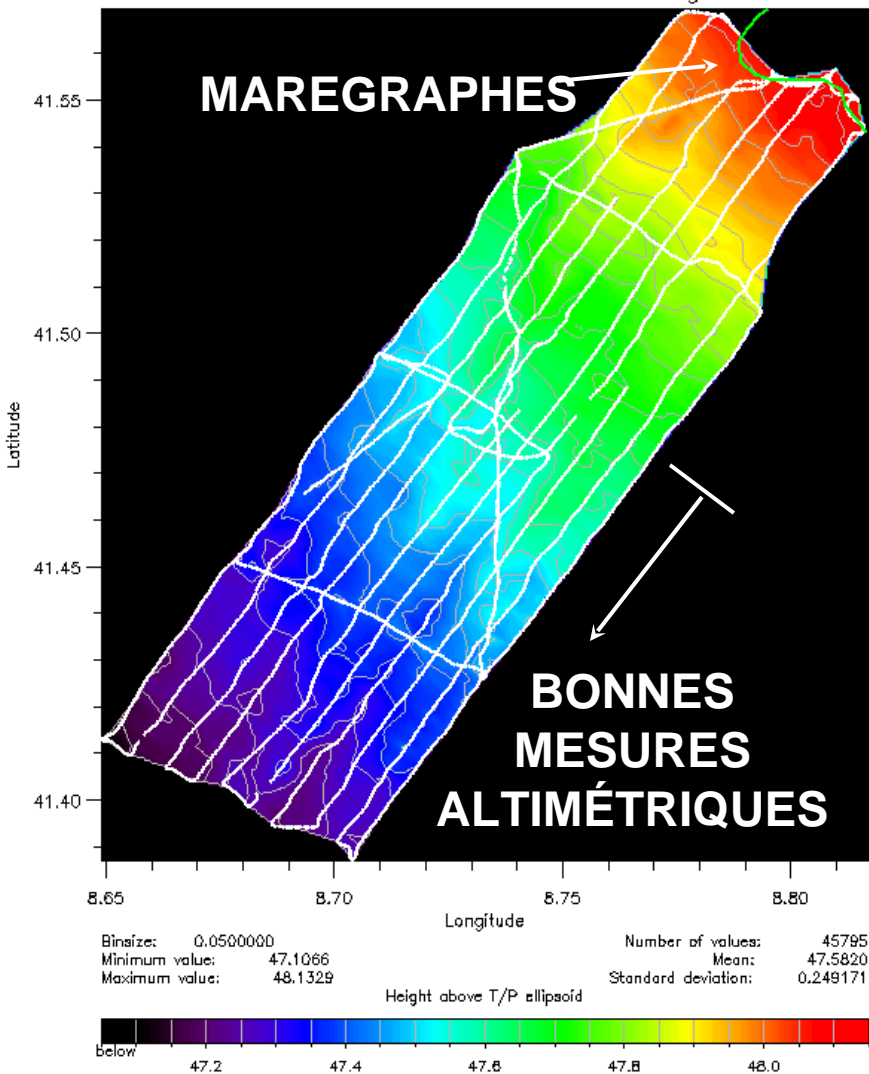 MAREGRAPHES
41.55
41.50
Latitude
41.45
BONNES
MESURES
ALTIMÉTRIQUES
41.40
8.65 8.70 8.75 8.80
Longitude
Binsize: 0.0500000 Number of values: 45795
Minimum value: 47.1066 Mean: 47.5820
Maximum value: 48.1329 Standard deviation: 0.249171
Height above T/P ellipsoid
below
47.2 47.4 47.6 47.8 48.0